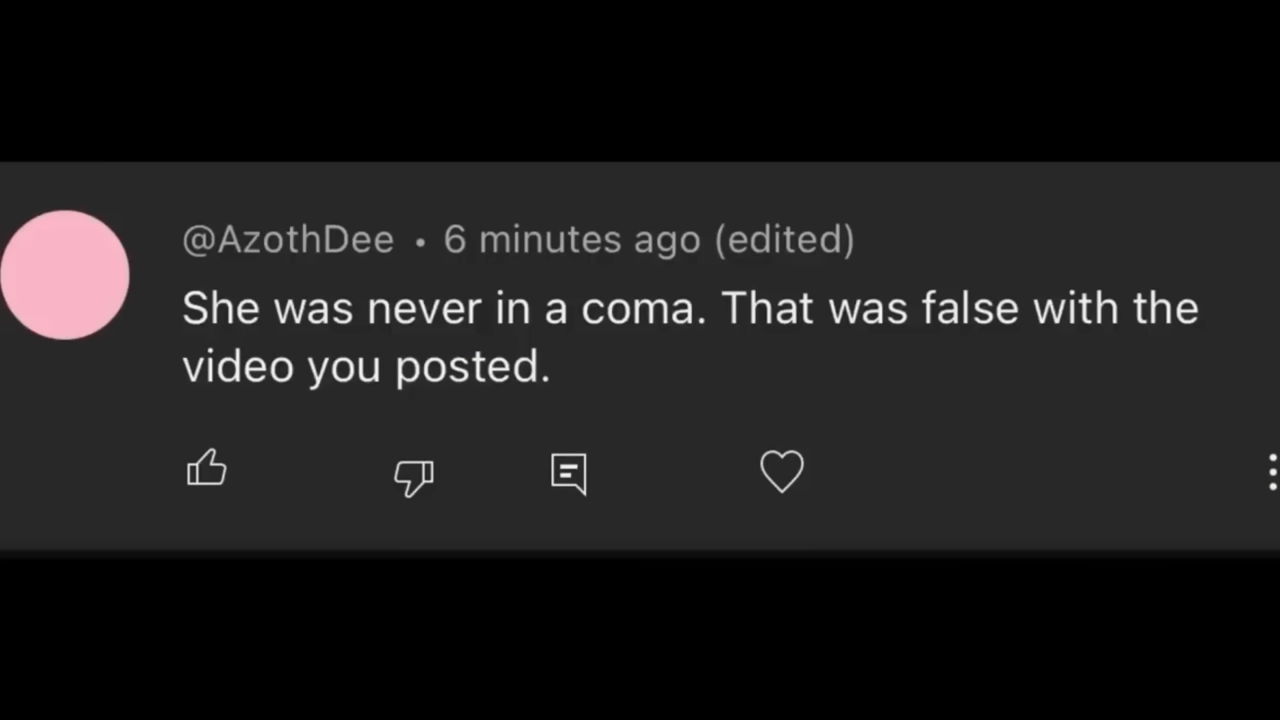 @AzothDee • 6 minutes ago (edited)
She was never in a coma. That was false with the
video you posted.